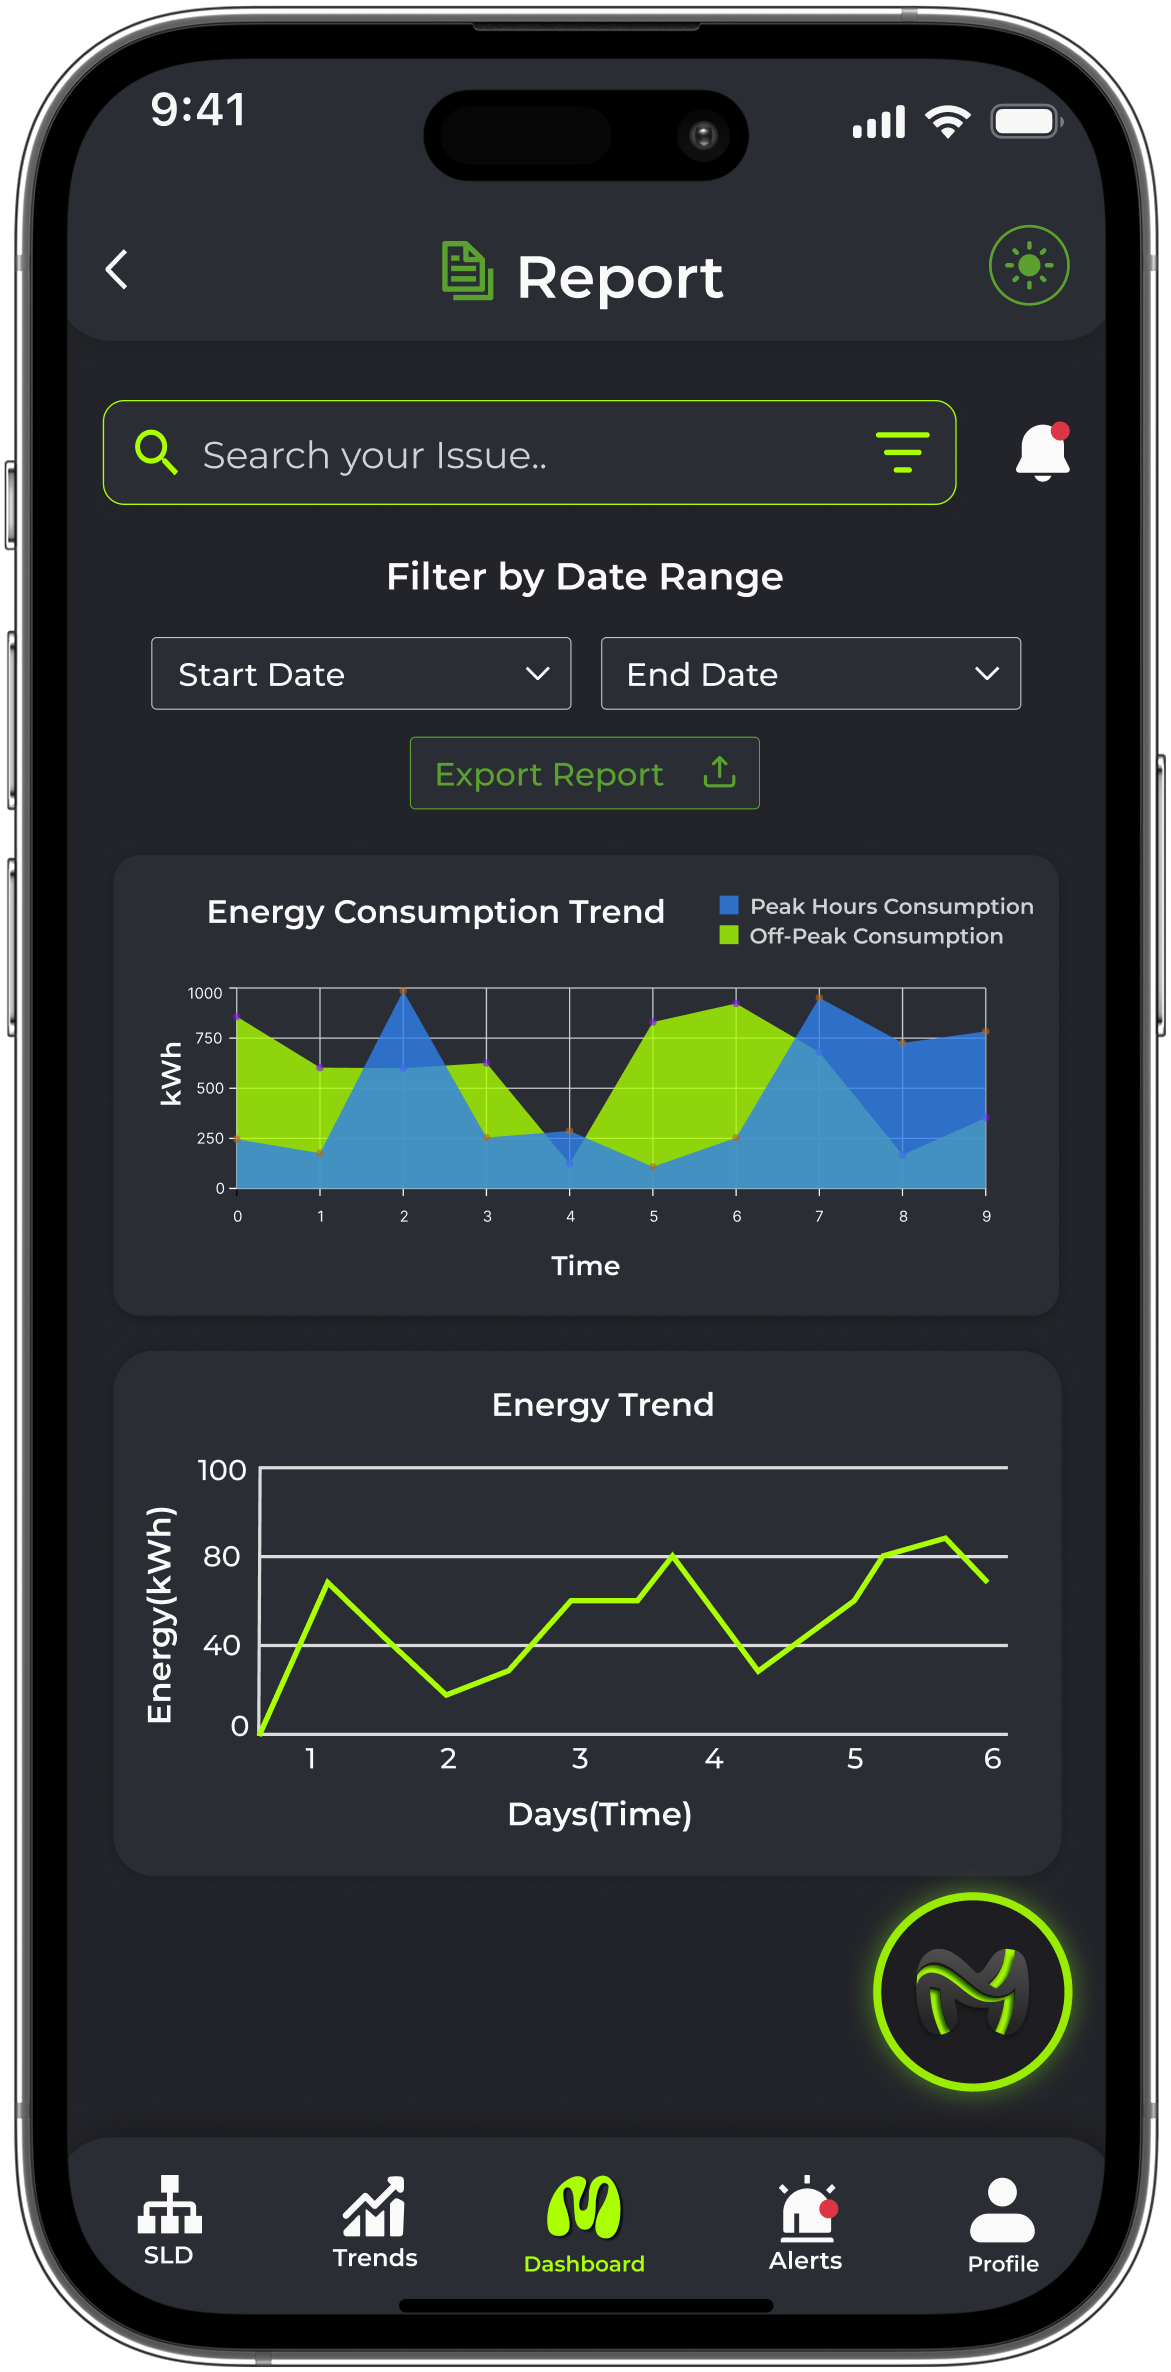 9:41
Report
Search your Issue..
Filter by Date Range
Start Date
End Date
Export Report
Energy Consumption Trend
Peak Hours Consumption
Off-Peak Consumption
1000
750
500
250
0
kWh
0 1 2 3 4 5 6 7 8 9
Time
Energy Trend
100
80
40
0
Energy(kWh)
1 2 3 4 5 6
Days(Time)
SLD Trends Dashboard Alerts Profile